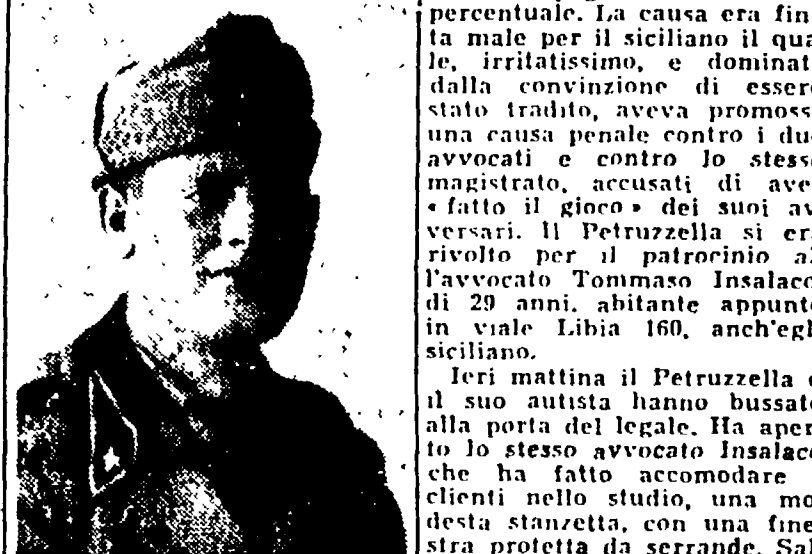 percentuale. La causa era fini
ta male per il siciliano il qua
le, irritatissimo, e dominat
dalla convinzione di esser
stato tradito, aveva promoss
una causa penale contro i du
avvocati e contro lo stess
magistrato, accusati di ave
« fatto il gioco » dei suoi av
versari. Il Petruzzella si er
rivolto per il patrocinio al
l'avvocato Tommaso Insalac
di 29 anni, abitante appunt
in viale Libia 160, anch'egl
siciliano.
Ieri mattina il Petruzzella e
il suo autista hanno bussat
alla porta del legale. Ha aper
to lo stesso avvocato Insalac
che ha fatto accomodare
clienti nello studio, una mo
desta stanzetta, con una fine
stra protetta da serrande. Sal